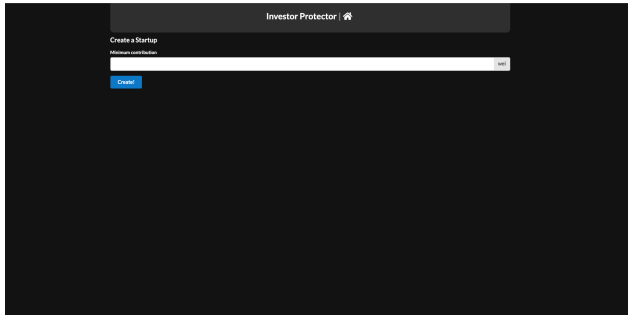 Investor Protector |
Create a Startup
Minimum contribution
wei
Create!